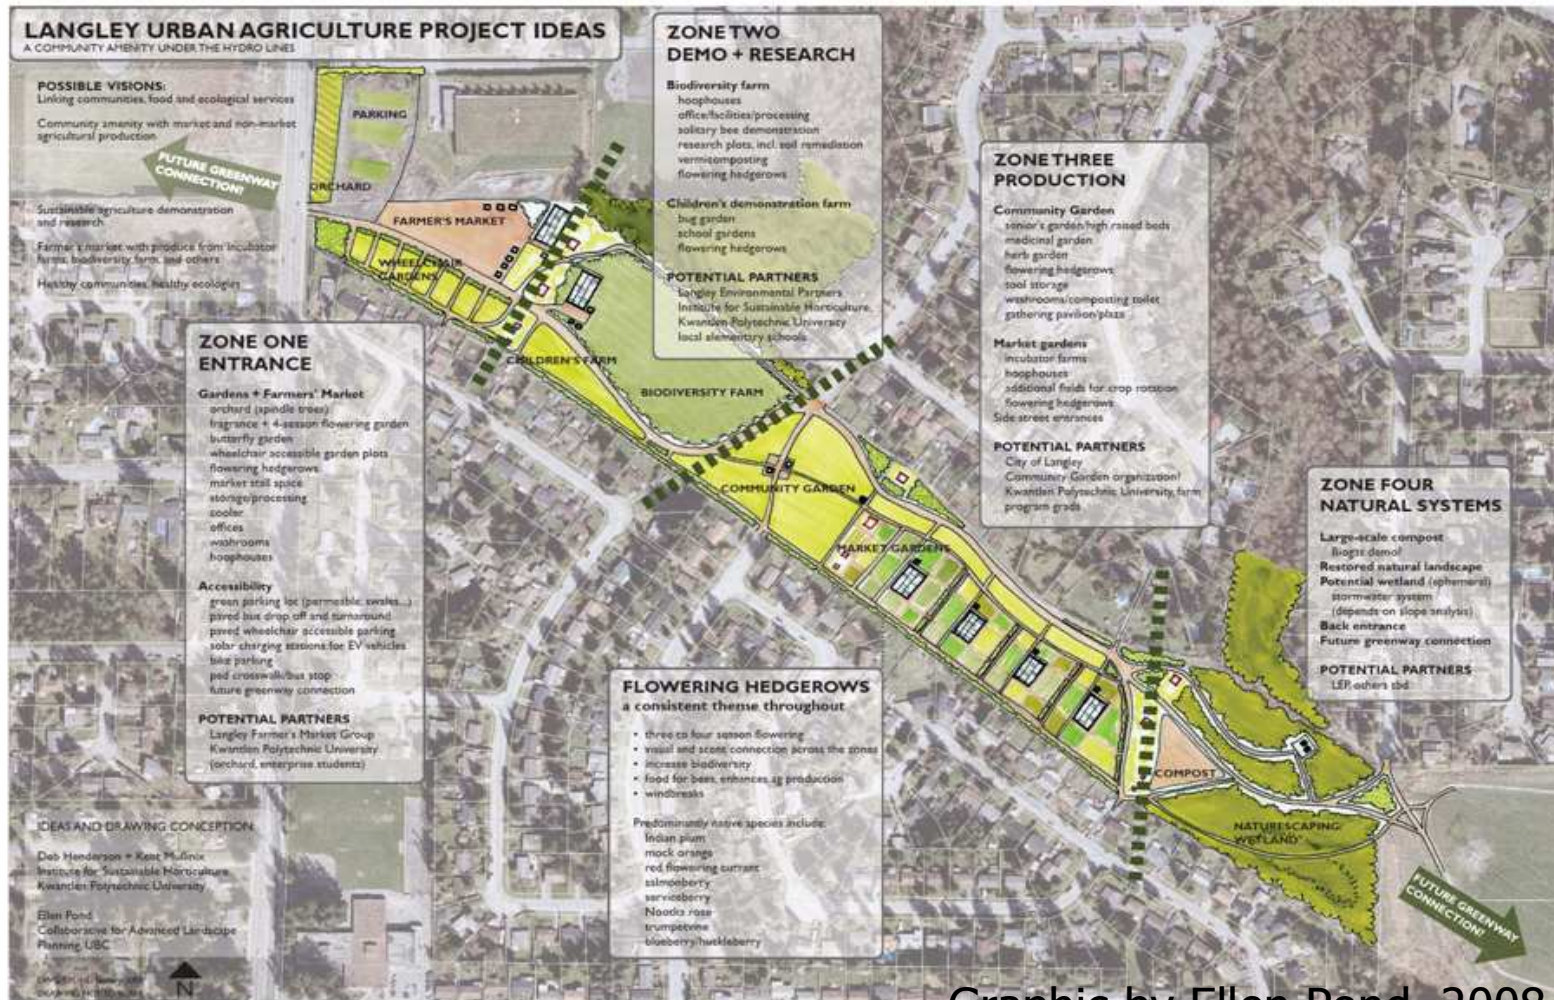 LANGLEY URBAN AGRICULTURE PROJECT IDEAS
A COMMUNITY AMENITY UNDER THE HYDRO LINES
POSSIBLE VISIONS:
Linking communities, food and ecological services
Community amenity with market and non-market
agricultural production
FUTURE GREENWAY
CONNECTION?
Sustainable agriculture demonstration
and research
Farmer's market with produce from incubator
farms, biodiversity farm, and others
Healthy communities, healthy ecologies
PARKING
ORCHARD
FARMER'S MARKET
WHEELCHAIR
GARDENS
CHILDREN'S FARM
BIODIVERSITY FARM
COMMUNITY GARDEN
MARKET GARDENS
COMPOST
NATURESCAPING/
WETLAND"
FUTURE GREENWAY
CONNECTION?
ZONE ONE
ENTRANCE
Gardens + Farmers' Market
orchard (spindle trees)
fragrance + 4-season flowering garden
butterfly garden
wheelchair accessible garden plots
flowering hedgerows
market stall space
storage/processing
cooler
offices
washrooms
hoophouses
Accessibility
green parking lot (permeable, swales...)
paved bus drop off and turnaround
paved wheelchair accessible parking
solar charging stations for EV vehicles
bike parking
ped crosswalk/bus stop
future greenway connection
POTENTIAL PARTNERS
Langley Farmer's Market Group
Kwantlen Polytechnic University
(orchard, enterprise students)
ZONE TWO
DEMO + RESEARCH
Biodiversity farm
hoophouses
office/facilities/processing
solitary bee demonstration
research plots, incl. soil remediation
vermicomposting
flowering hedgerows
Children's demonstration farm
bug garden
school gardens
flowering hedgerows
POTENTIAL PARTNERS
Langley Environmental Partners
Institute for Sustainable Horticulture,
Kwantlen Polytechnic University
local elementary schools
ZONE THREE
PRODUCTION
Community Garden
senior's garden/high raised beds
medicinal garden
herb garden
flowering hedgerows
tool storage
washrooms/composting toilet
gathering pavilion/plaza
Market gardens
incubator farms
hoophouses
additional fields for crop rotation
flowering hedgerows
Side street entrances
POTENTIAL PARTNERS
City of Langley
Community Garden organization?
Kwantlen Polytechnic University, farm
program grads
ZONE FOUR
NATURAL SYSTEMS
Large-scale compost
Biogas demo?
Restored natural landscape
Potential wetland (ephemeral)
stormwater system
(depends on slope analysis)
Back entrance
Future greenway connection
POTENTIAL PARTNERS
LEP, others tbd
FLOWERING HEDGEROWS
a consistent theme throughout
• three to four season flowering
• visual and scent connection across the zones
• increase biodiversity
• food for bees, enhances ag production
• windbreaks
Predominantly native species include:
Indian plum
mock orange
red flowering currant
salmonberry
serviceberry
Nootka rose
trumpetvine
blueberry/huckleberry
IDEAS AND DRAWING CONCEPTION:
Deb Henderson + Kent Mullinix
Institute for Sustainable Horticulture
Kwantlen Polytechnic University
Ellen Pond
Collaborative for Advanced Landscape
Planning, UBC
DRAWING NOT TO SCALE
N
Graphic by Ellen Pond, 2008